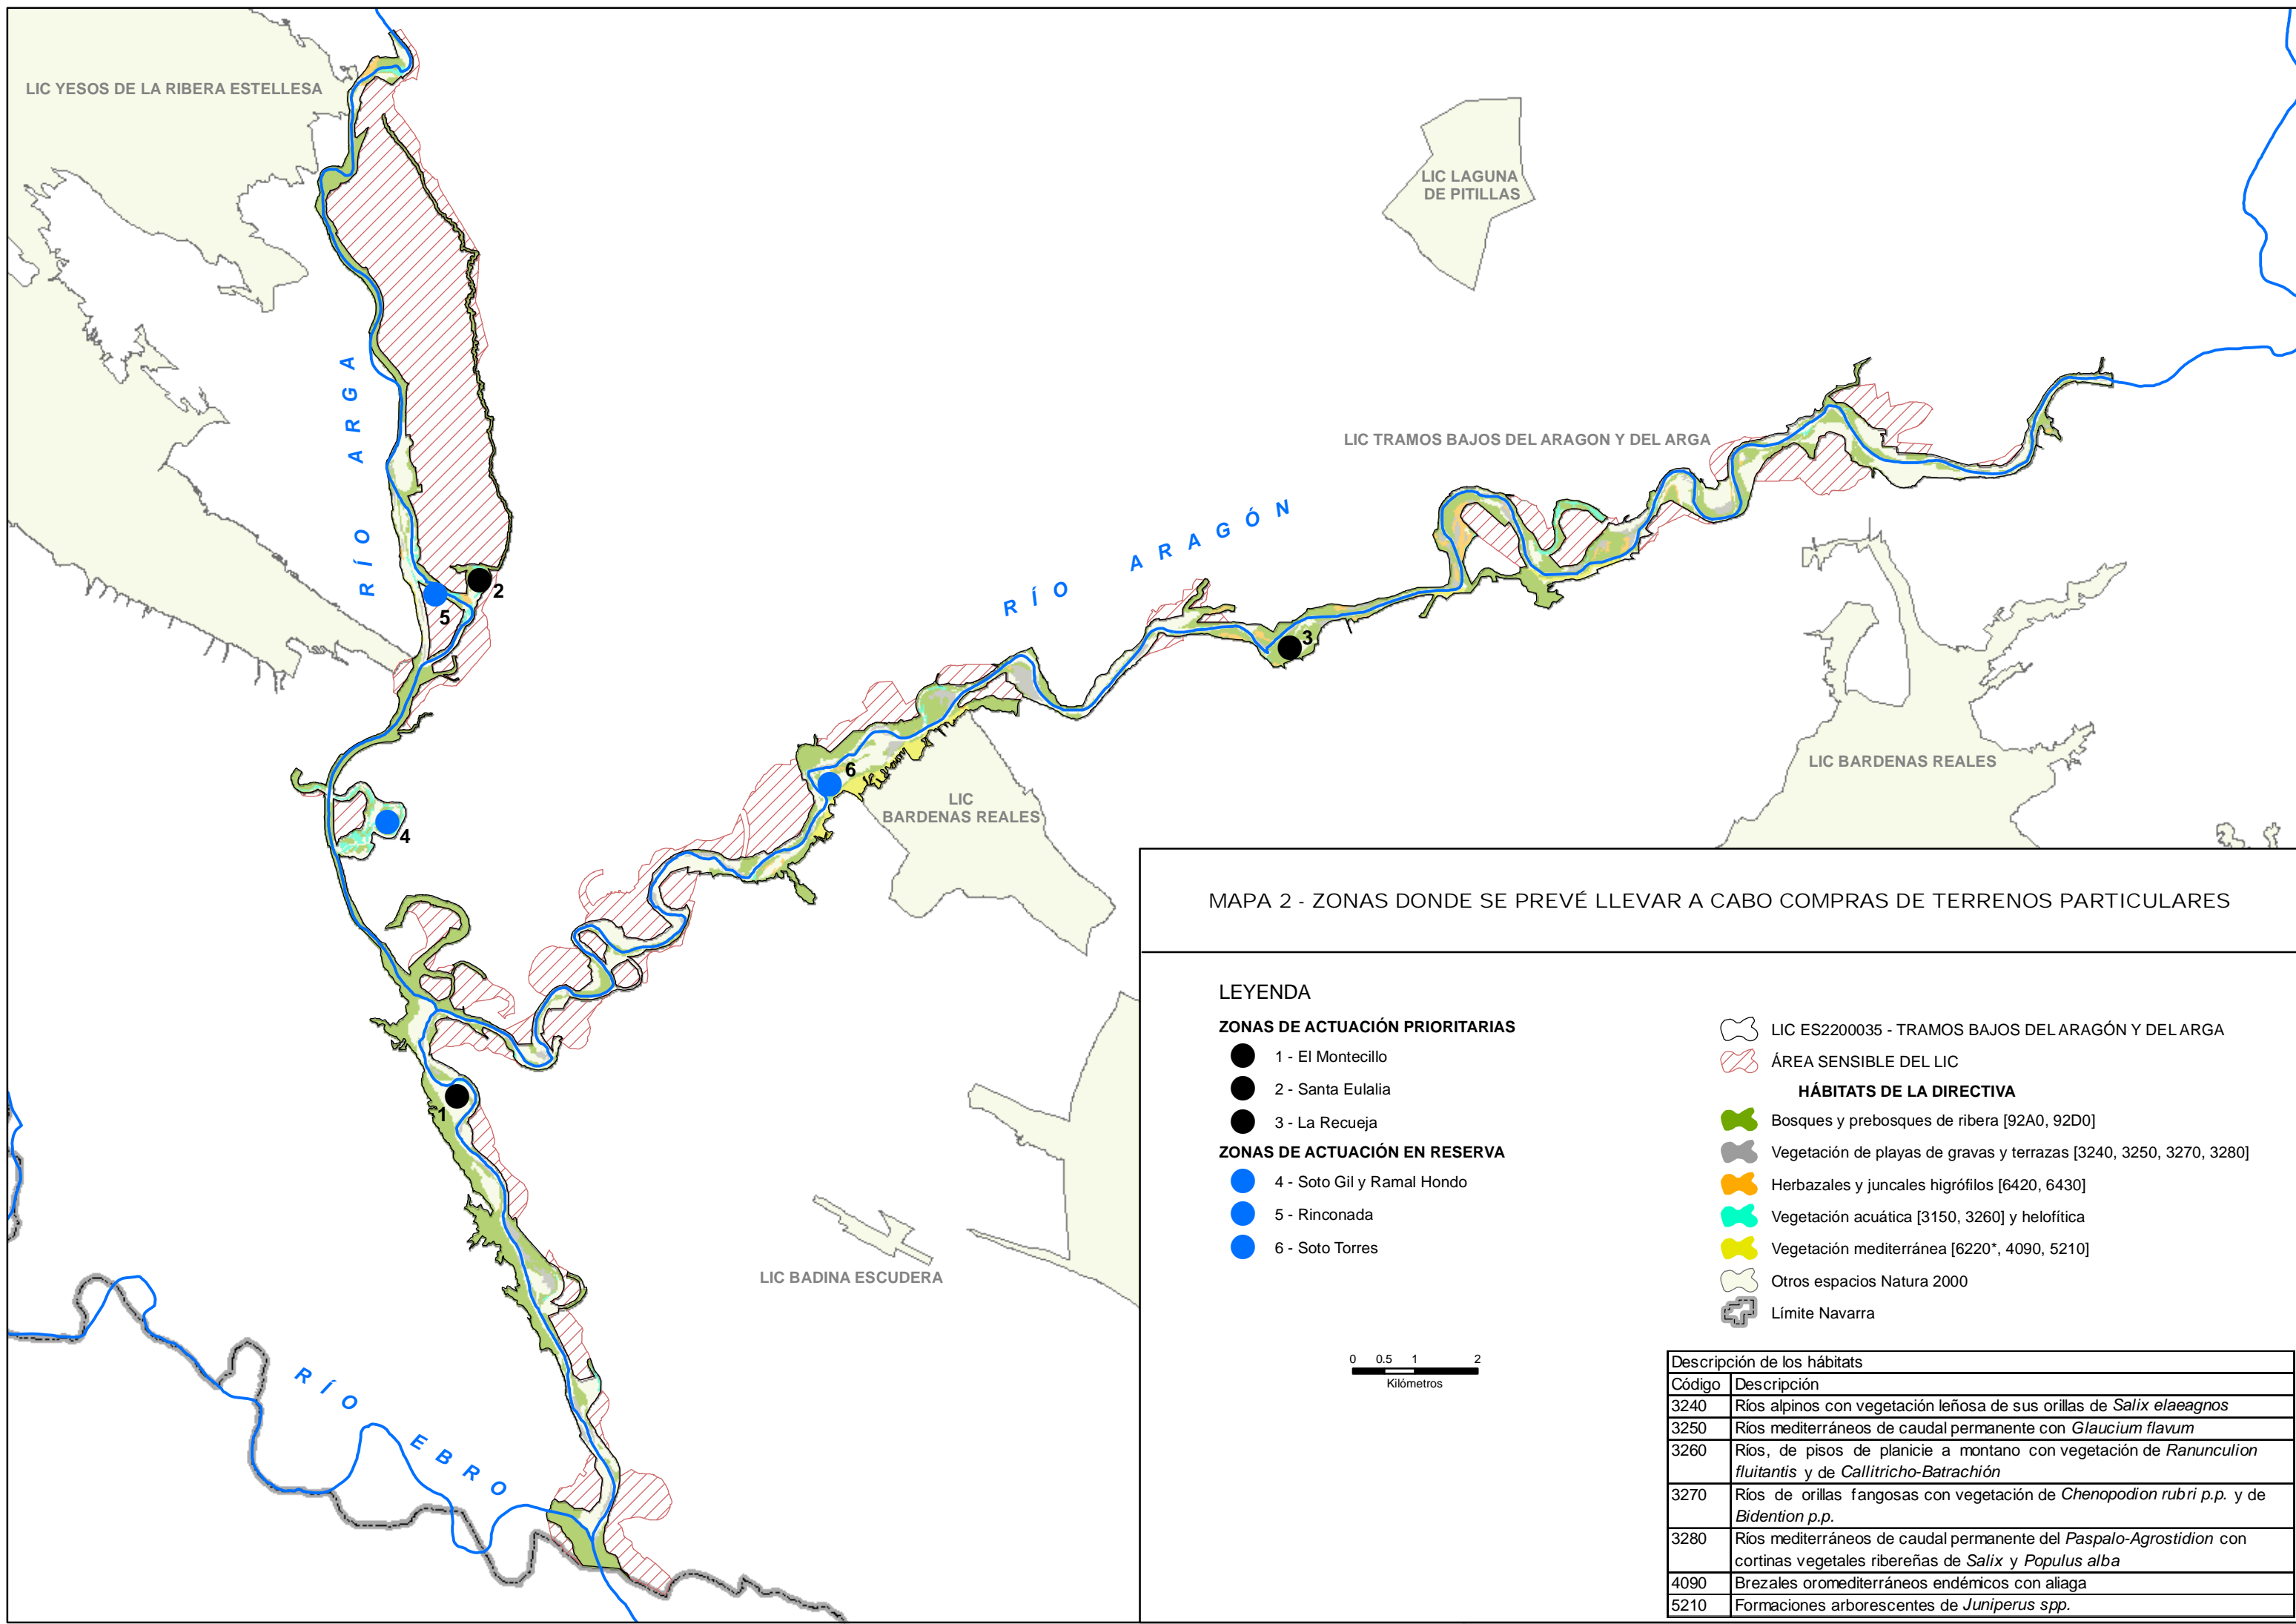 LIC YESOS DE LA RIBERA ESTELLESA
LIC LAGUNA
DE PITILLAS
RÍO ARGA
LIC TRAMOS BAJOS DEL ARAGON Y DEL ARGA
RÍO ARAGÓN
2
5
3
6
4
LIC
BARDENAS REALES
LIC BARDENAS REALES
1
LIC BADINA ESCUDERA
RÍO EBRO
MAPA 2 - ZONAS DONDE SE PREVÉ LLEVAR A CABO COMPRAS DE TERRENOS PARTICULARES
LEYENDA
ZONAS DE ACTUACIÓN PRIORITARIAS
1 - El Montecillo
2 - Santa Eulalia
3 - La Recueja
ZONAS DE ACTUACIÓN EN RESERVA
4 - Soto Gil y Ramal Hondo
5 - Rinconada
6 - Soto Torres
LIC ES2200035 - TRAMOS BAJOS DEL ARAGÓN Y DEL ARGA
ÁREA SENSIBLE DEL LIC
HÁBITATS DE LA DIRECTIVA
Bosques y prebosques de ribera [92A0, 92D0]
Vegetación de playas de gravas y terrazas [3240, 3250, 3270, 3280]
Herbazales y juncales higrófilos [6420, 6430]
Vegetación acuática [3150, 3260] y helofítica
Vegetación mediterránea [6220*, 4090, 5210]
Otros espacios Natura 2000
Límite Navarra
0 0.5 1 2
Kilómetros
Descripción de los hábitats
Código Descripción
3240 Ríos alpinos con vegetación leñosa de sus orillas de Salix elaeagnos
3250 Ríos mediterráneos de caudal permanente con Glaucium flavum
3260 Ríos, de pisos de planicie a montano con vegetación de Ranunculion
fluitantis y de Callitricho-Batrachión
3270 Ríos de orillas fangosas con vegetación de Chenopodion rubri p.p. y de
Bidention p.p.
3280 Ríos mediterráneos de caudal permanente del Paspalo-Agrostidion con
cortinas vegetales ribereñas de Salix y Populus alba
4090 Brezales oromediterráneos endémicos con aliaga
5210 Formaciones arborescentes de Juniperus spp.